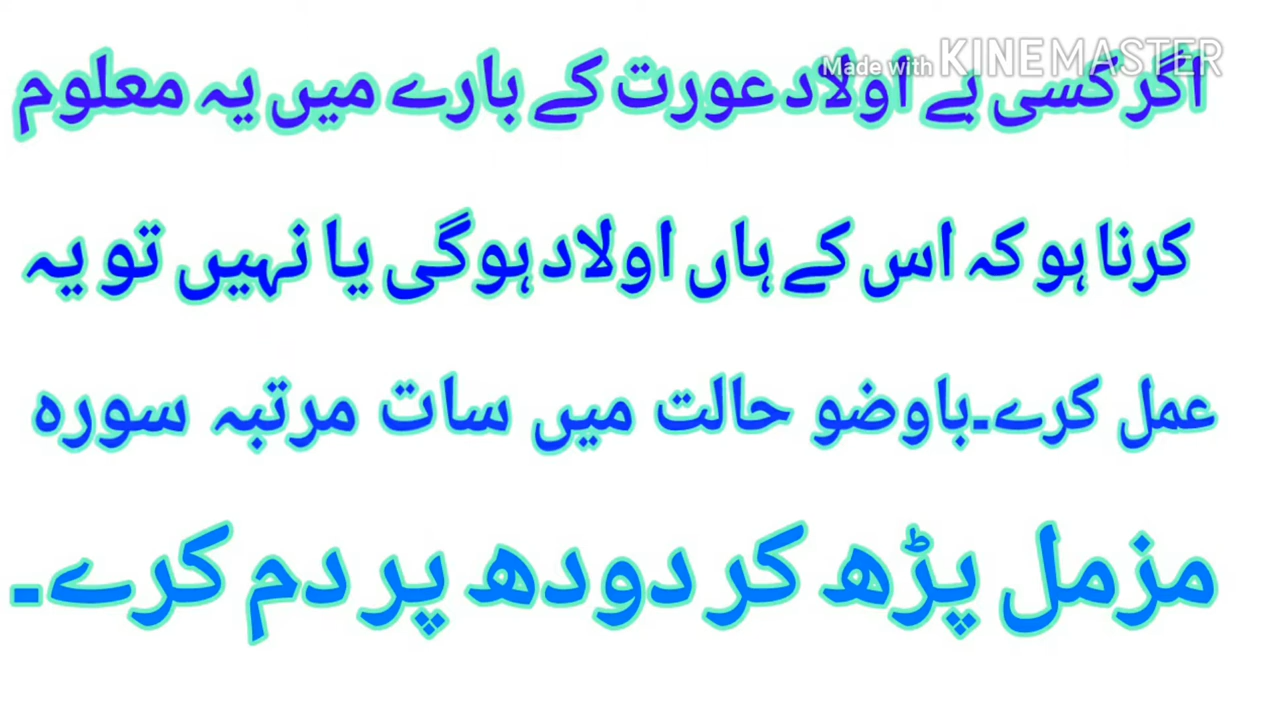 Made with KINEMASTER
اگر کسی بے اولاد عورت کے بارے میں یہ معلوم
کرنا ہو کہ اس کے ہاں اولاد ہوگی یا نہیں تو یہ
عمل کرے۔باوضو حالت میں سات مرتبہ سورہ
مزمل پڑھ کر دودھ پر دم کرے۔